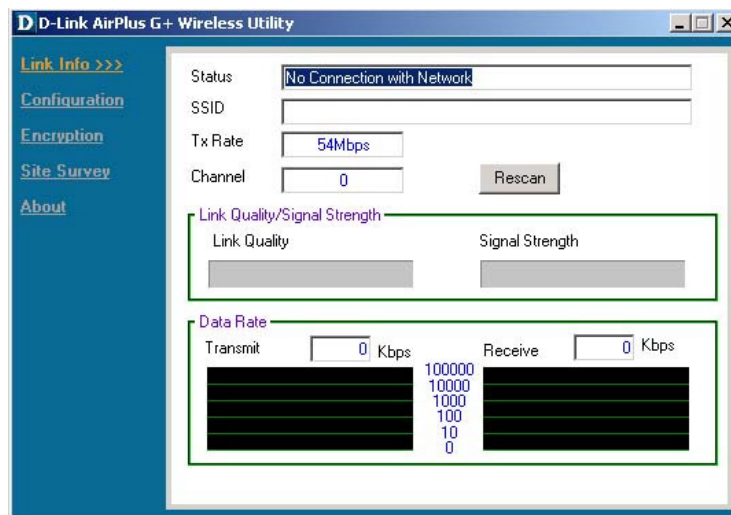 D D-Link AirPlus G+ Wireless Utility
Link Info >>>
Configuration
Encryption
Site Survey
About
Status No Connection with Network
SSID
Tx Rate 54Mbps
Channel 0 Rescan
Link Quality/Signal Strength
Link Quality Signal Strength
Data Rate
Transmit 0 Kbps Receive 0 Kbps
100000
10000
1000
100
10
0